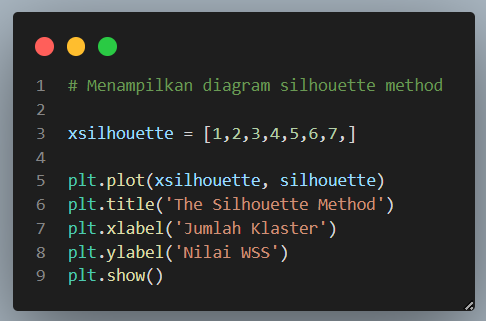 1 # Menampilkan diagram silhouette method
2
3 xsilhouette = [1,2,3,4,5,6,7,]
4
5 plt.plot(xsilhouette, silhouette)
6 plt.title('The Silhouette Method')
7 plt.xlabel('Jumlah Klaster')
8 plt.ylabel('Nilai WSS')
9 plt.show()